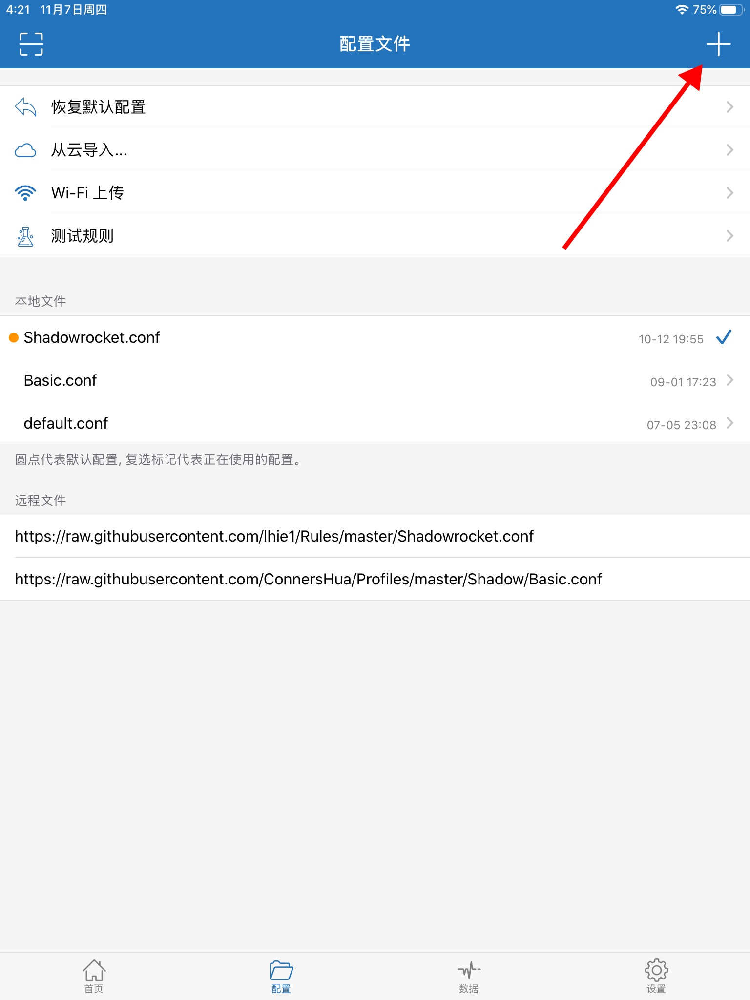 4:21 11月7日周四 75%
配置文件
恢复默认配置
从云导入...
Wi-Fi 上传
测试规则
本地文件
Shadowrocket.conf 10-12 19:55
Basic.conf 09-01 17:23
default.conf 07-05 23:08
圆点代表默认配置, 复选标记代表正在使用的配置。
远程文件
https://raw.githubusercontent.com/lhie1/Rules/master/Shadowrocket.conf
https://raw.githubusercontent.com/ConnersHua/Profiles/master/Shadow/Basic.conf
首页 配置 数据 设置